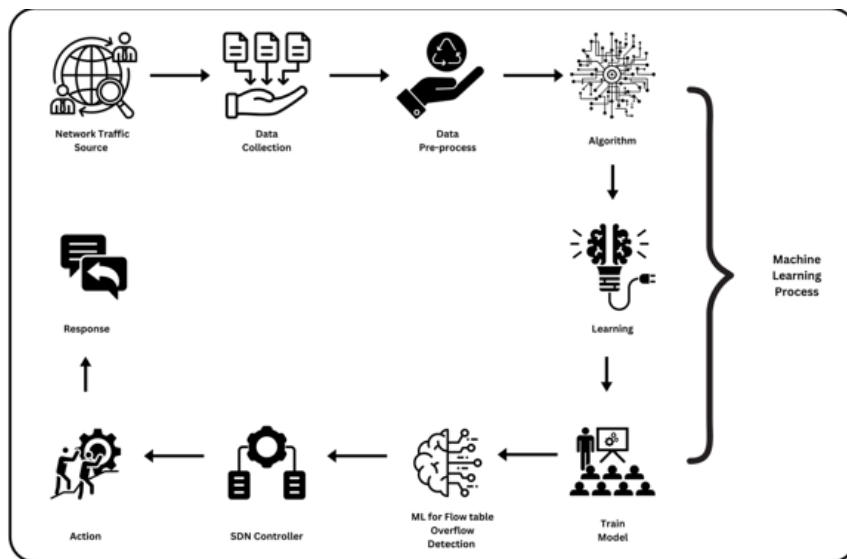 Network Traffic
Source
Data
Collection
Data
Pre-process
Algorithm
Machine
Learning
Process
Response
Learning
Action
SDN Controller
ML for Flow table
Overflow
Detection
Train
Model